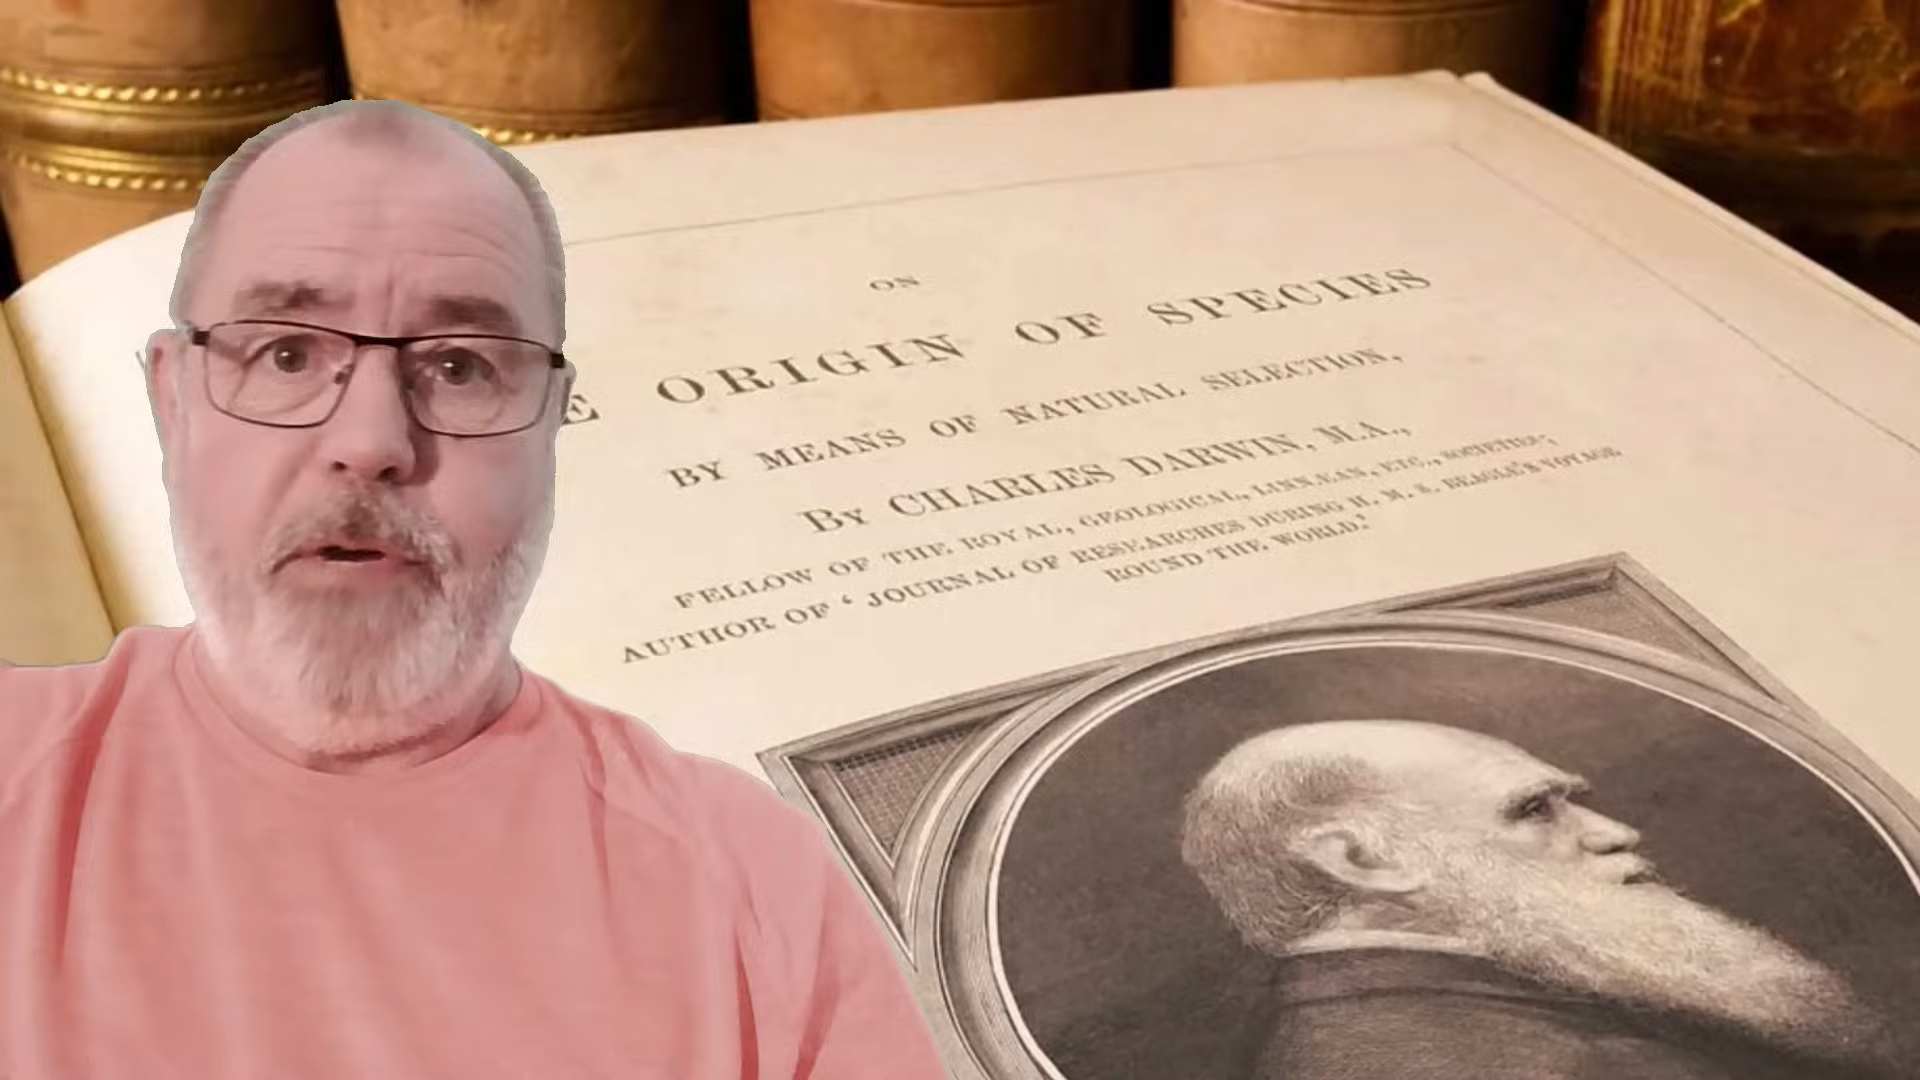 ON
E ORIGIN OF SPECIES
BY MEANS OF NATURAL SELECTION,
BY CHARLES DARWIN, M.A.,
FELLOW OF THE ROYAL, GEOLOGICAL, LINNÆAN, ETC., SOCIETIES;
AUTHOR OF ‘ JOURNAL OF RESEARCHES DURING H. M. S. BEAGLE'S VOYAGE
ROUND THE WORLD.’